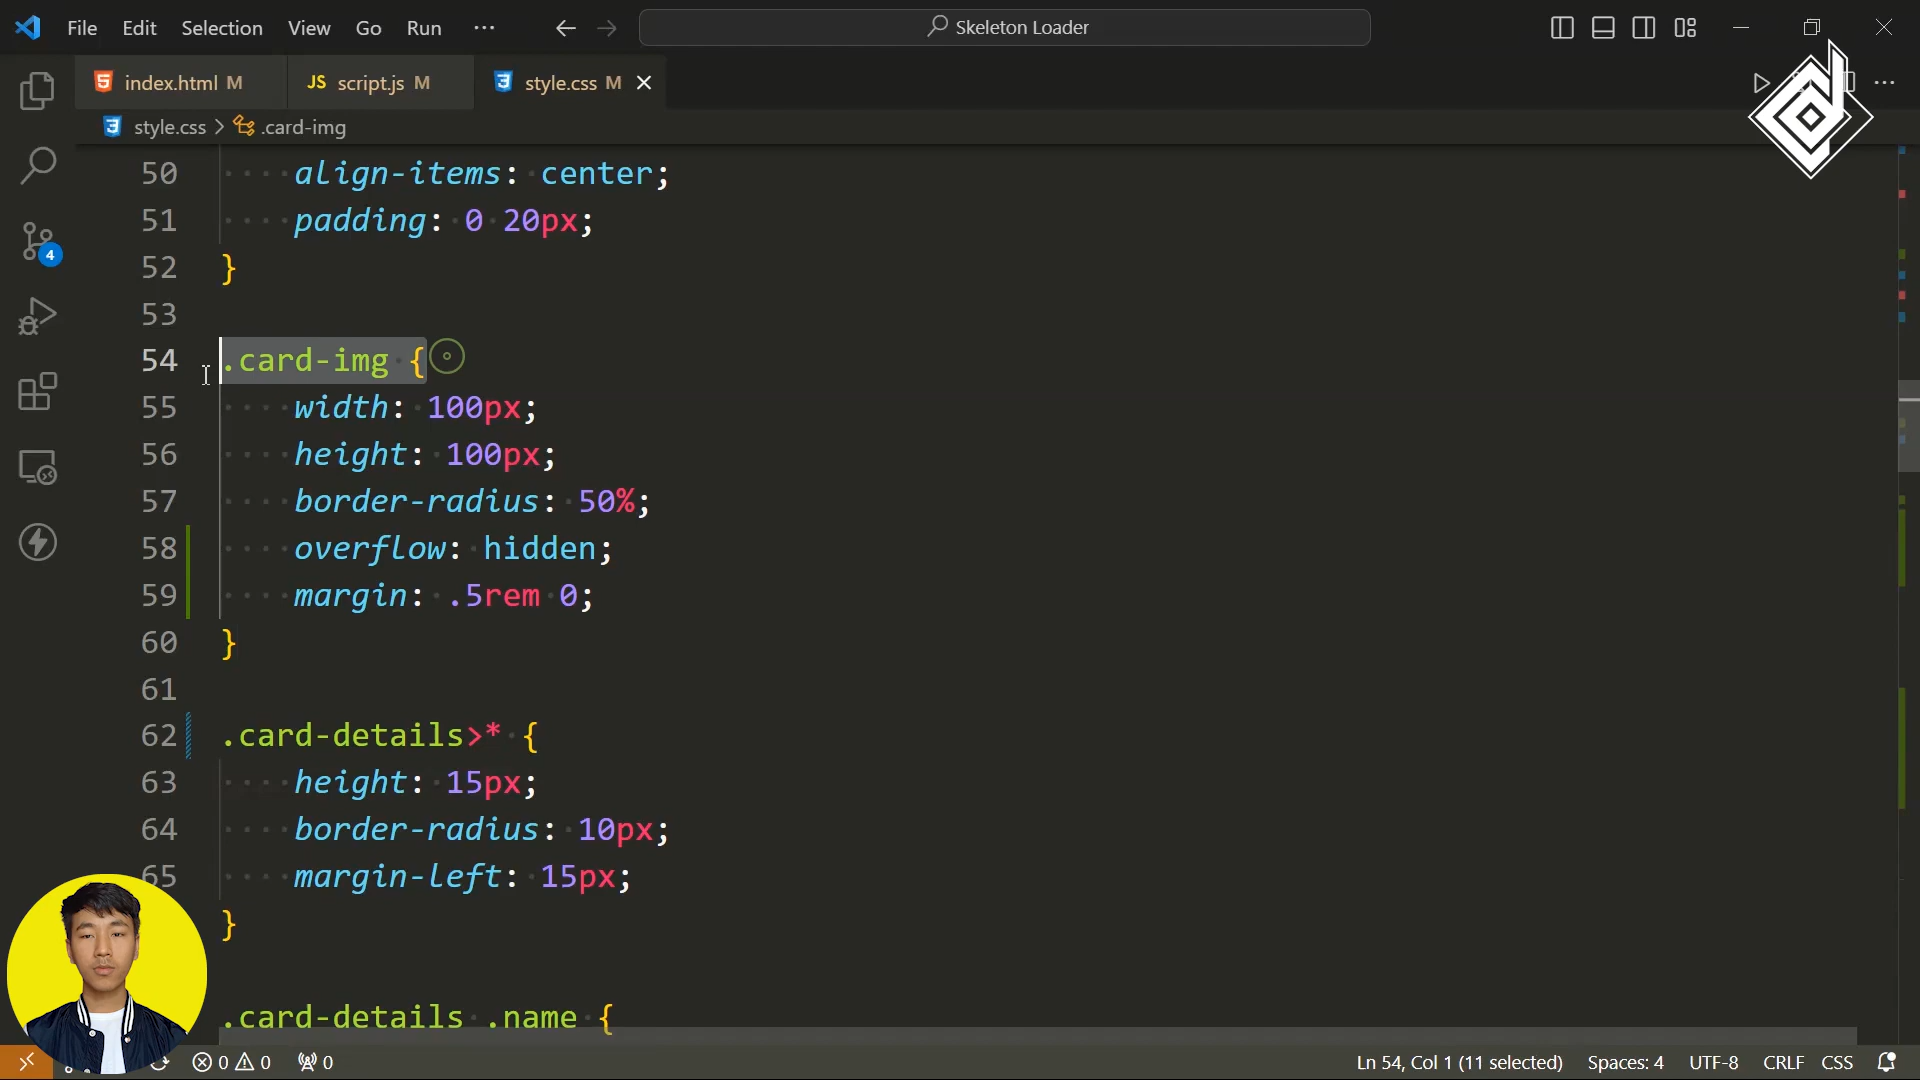 File Edit Selection View Go Run ··· Skeleton Loader
index.html M JS script.js M style.css M
style.css > .card-img
50 align-items: center;
51 padding: 0 20px;
52 }
53
54 .card-img {
55 width: 100px;
56 height: 100px;
57 border-radius: 50%;
58 overflow: hidden;
59 margin: .5rem 0;
60 }
61
62 .card-details>* {
63 height: 15px;
64 border-radius: 10px;
65 margin-left: 15px;
}
.card-details .name {
4
0 0 0 Ln 54, Col 1 (11 selected) Spaces: 4 UTF-8 CRLF CSS